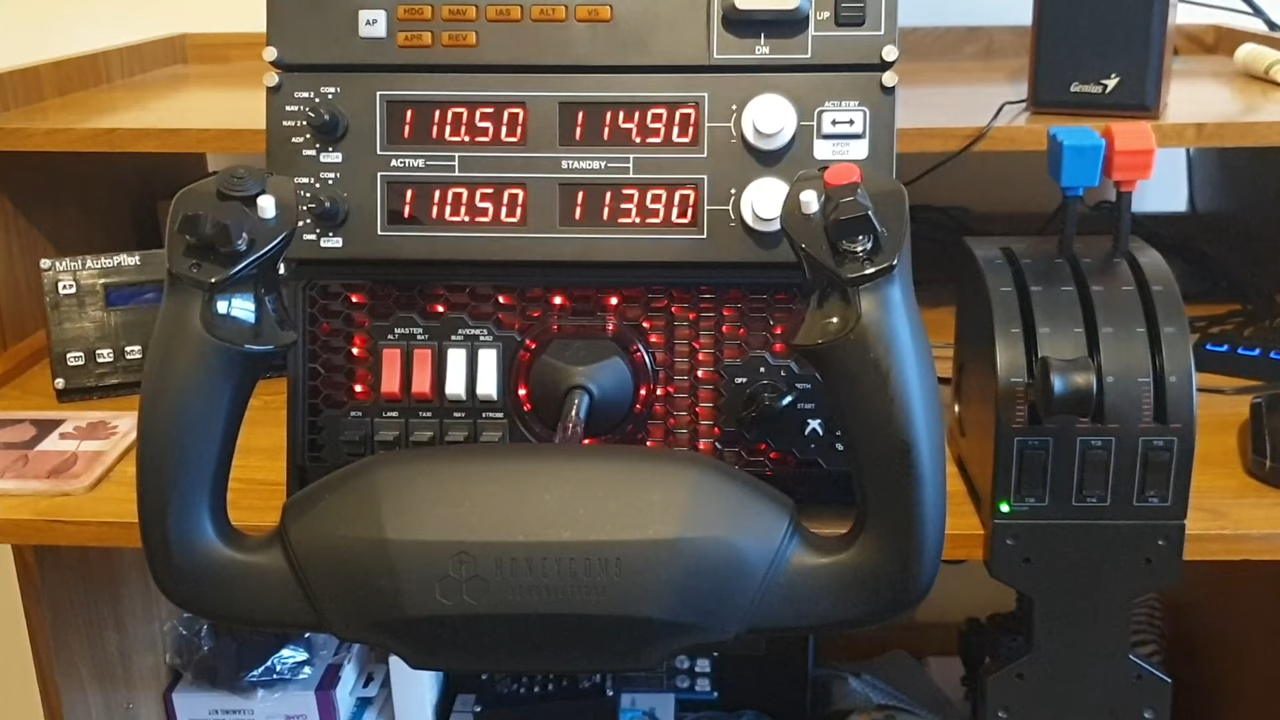 AP HDG NAV IAS ALT VS
APR REV
DN
UP
Genius
COM 2 COM 1
NAV 1
NAV 2
ADF
DME XPDR
110.50 114.90
ACT/STBY
XPDR
DIGIT
ACTIVE STANDBY
COM 2 COM 1
DME XPDR
110.50 113.90
Mini AutoPilot
AP
CDI FLC HDG
MASTER AVIONICS
ALT BAT BUS1 BUS2
BCN LAND TAXI NAV STROBE
OFF R L BOTH
START
HONEYCOMB
CLEANING KIT